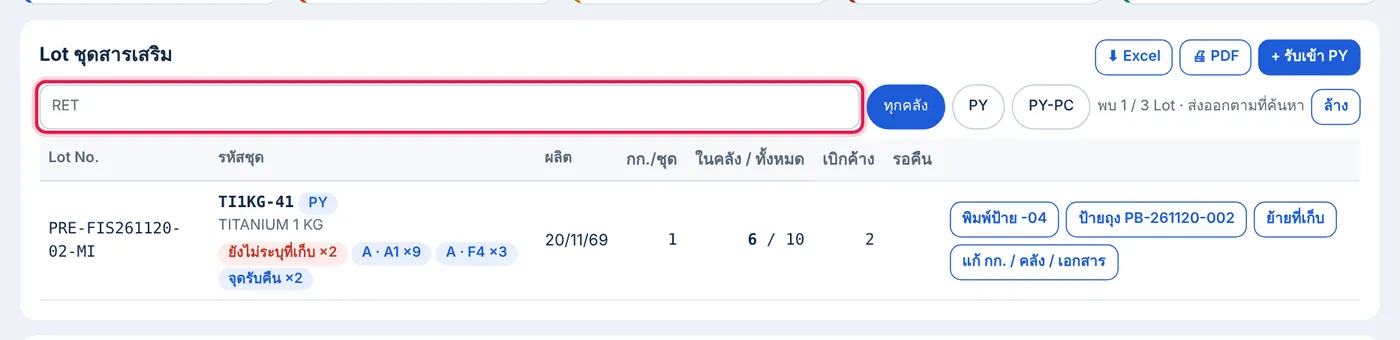 Lot ชุดสารเสริม
⬇ Excel
🖨 PDF
+ รับเข้า PY
RET
ทุกคลัง
PY
PY-PC
พบ 1 / 3 Lot · ส่งออกตามที่ค้นหา
ล้าง
Lot No. รหัสชุด ผลิต กก./ชุด ในคลัง / ทั้งหมด เบิกค้าง รอคืน
PRE-FIS261120-
02-MI
TI1KG-41 PY
TITANIUM 1 KG
ยังไม่ระบุที่เก็บ ×2 A · A1 ×9 A · F4 ×3
จุดรับคืน ×2
20/11/69
1
6 / 10
2
พิมพ์ป้าย -04 ป้ายถุง PB-261120-002 ย้ายที่เก็บ
แก้ กก. / คลัง / เอกสาร